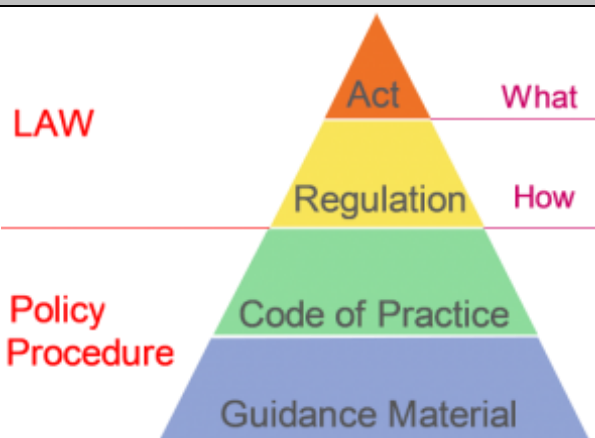 Act
What
LAW
Regulation
How
Policy
Procedure
Code of Practice
Guidance Material